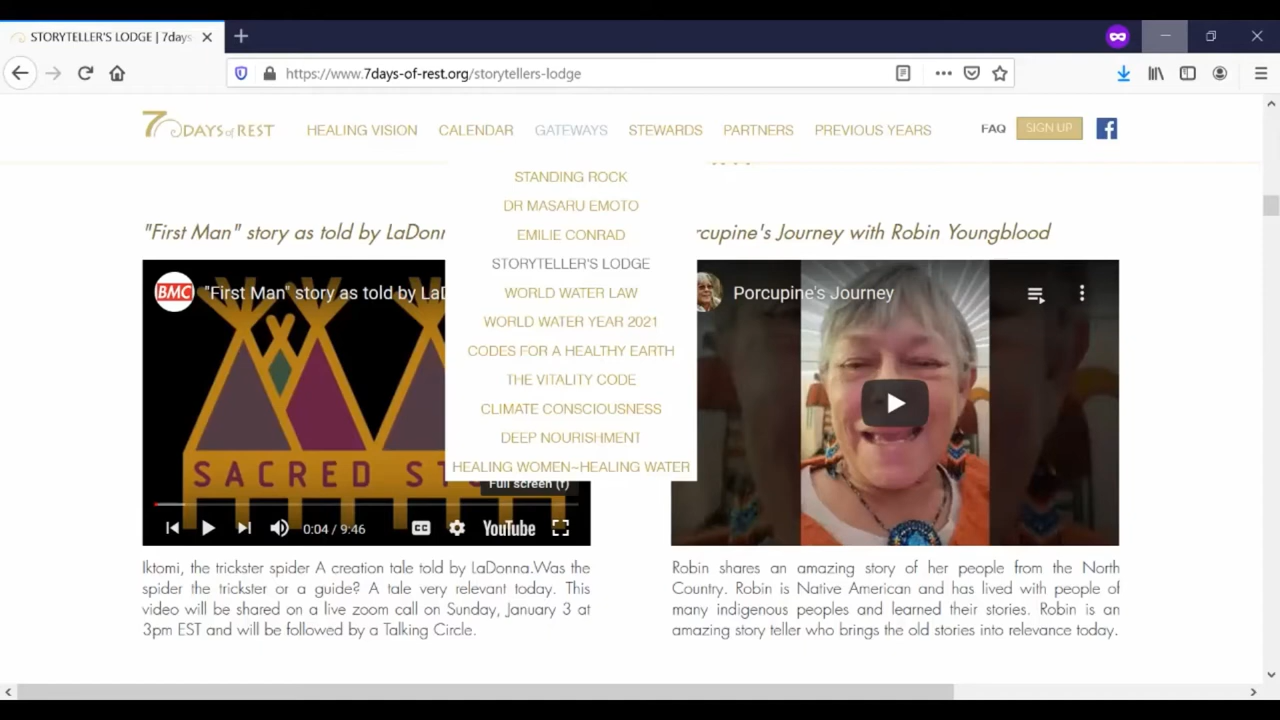 STORYTELLER'S LODGE | 7days-
https://www.7days-of-rest.org/storytellers-lodge
7 DAYS of REST
HEALING VISION CALENDAR GATEWAYS STEWARDS PARTNERS PREVIOUS YEARS FAQ SIGN UP
STANDING ROCK
DR MASARU EMOTO
EMILIE CONRAD
STORYTELLER'S LODGE
WORLD WATER LAW
WORLD WATER YEAR 2021
CODES FOR A HEALTHY EARTH
THE VITALITY CODE
CLIMATE CONSCIOUSNESS
DEEP NOURISHMENT
HEALING WOMEN~HEALING WATER
"First Man" story as told by LaDonn
BMC "First Man" story as told by LaD
SACRED ST
Full screen (f)
0:04 / 9:46 CC YouTube
Iktomi, the trickster spider A creation tale told by LaDonna.Was the
spider the trickster or a guide? A tale very relevant today. This
video will be shared on a live zoom call on Sunday, January 3 at
3pm EST and will be followed by a Talking Circle.
rcupine's Journey with Robin Youngblood
Porcupine's Journey
Robin shares an amazing story of her people from the North
Country. Robin is Native American and has lived with people of
many indigenous peoples and learned their stories. Robin is an
amazing story teller who brings the old stories into relevance today.